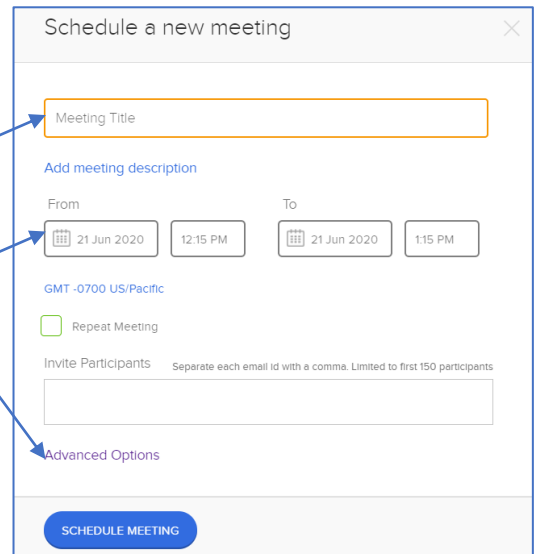 Schedule a new meeting
Meeting Title
Add meeting description
From To
21 Jun 2020 12:15 PM 21 Jun 2020 1:15 PM
GMT -0700 US/Pacific
Repeat Meeting
Invite Participants Separate each email id with a comma. Limited to first 150 participants
Advanced Options
SCHEDULE MEETING